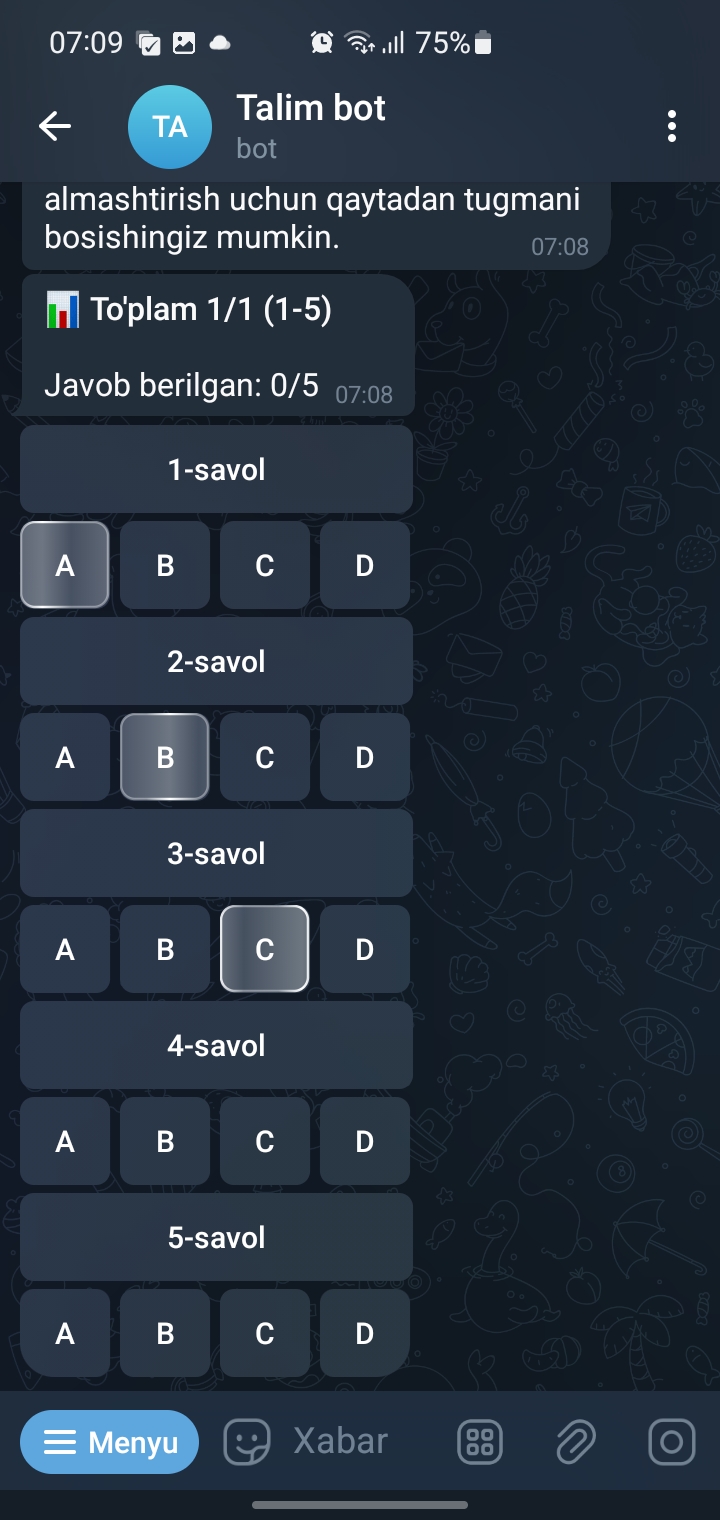 07:09
75%
TA
Talim bot
bot
almashtirish uchun qaytadan tugmani
bosishingiz mumkin.
07:08
To'plam 1/1 (1-5)
Javob berilgan: 0/5 07:08
1-savol
A B C D
2-savol
A B C D
3-savol
A B C D
4-savol
A B C D
5-savol
A B C D
Menyu
Xabar